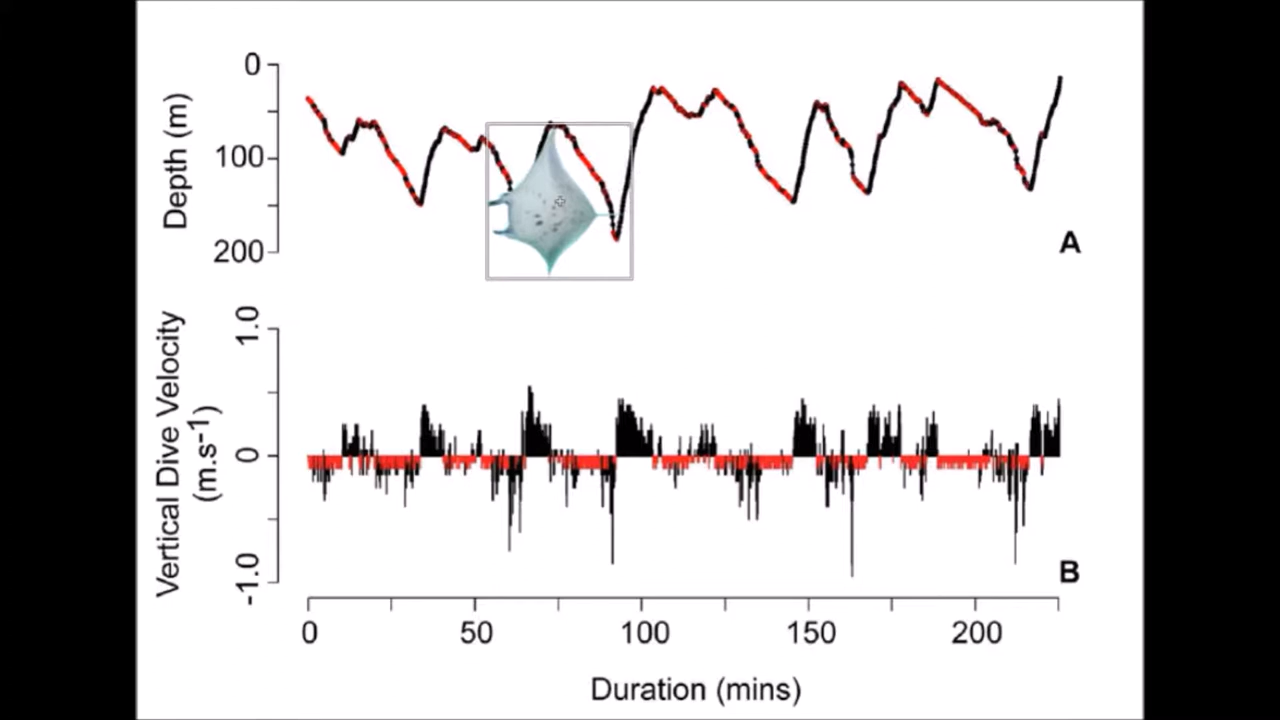 0
100
200
Depth (m)
A
1.0
0
-1.0
Vertical Dive Velocity
(m.s-1)
B
0 50 100 150 200
Duration (mins)